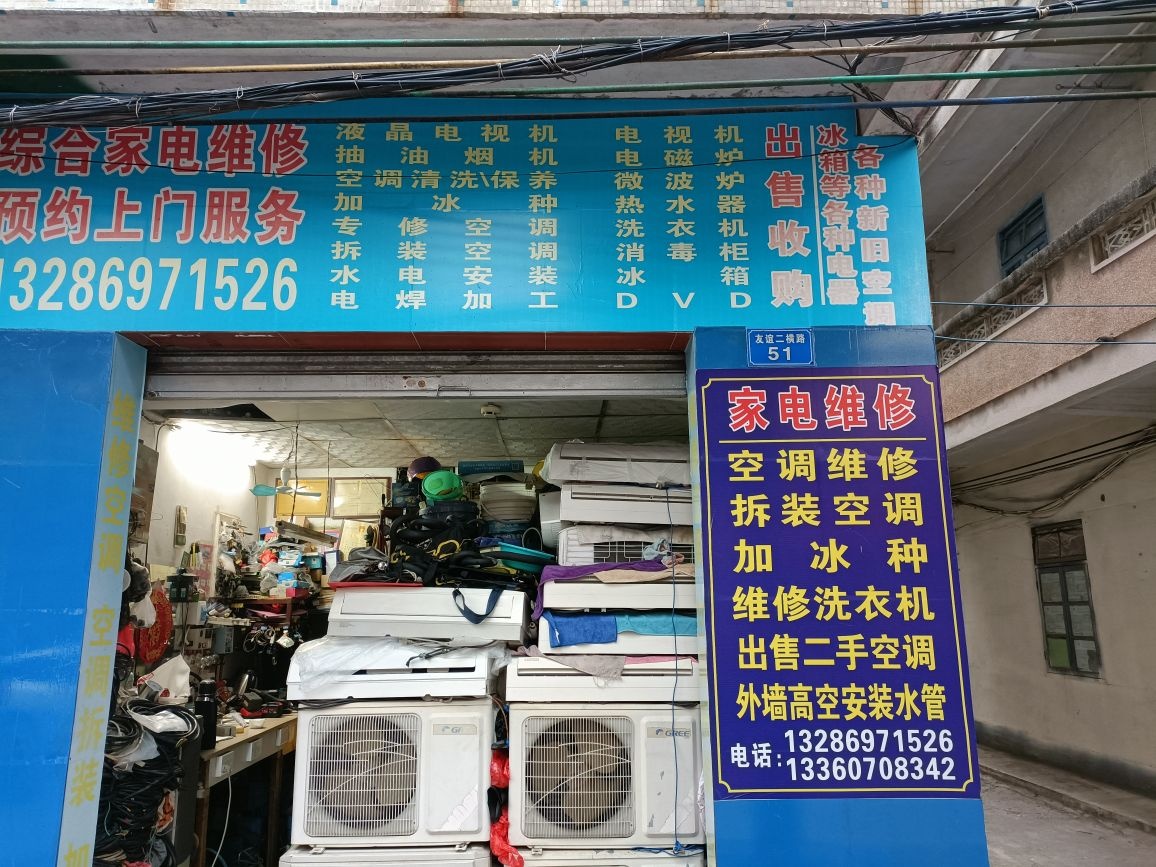 综合家电维修
预约上门服务
13286971526
液晶电视机
抽油烟机
空调清洗\保养
加冰种
专修空调
拆装空调
水电安装
电焊加工
电视机
电磁炉
微波炉
热水器
洗衣机
消毒柜
冰箱
DVD
出售收购
冰箱等各种电器
各种新旧空调
友谊二横路
51
家电维修
空调维修
拆装空调
加冰种
维修洗衣机
出售二手空调
外墙高空安装水管
电话:13286971526
13360708342
维修空调 空调拆装 加
GREE